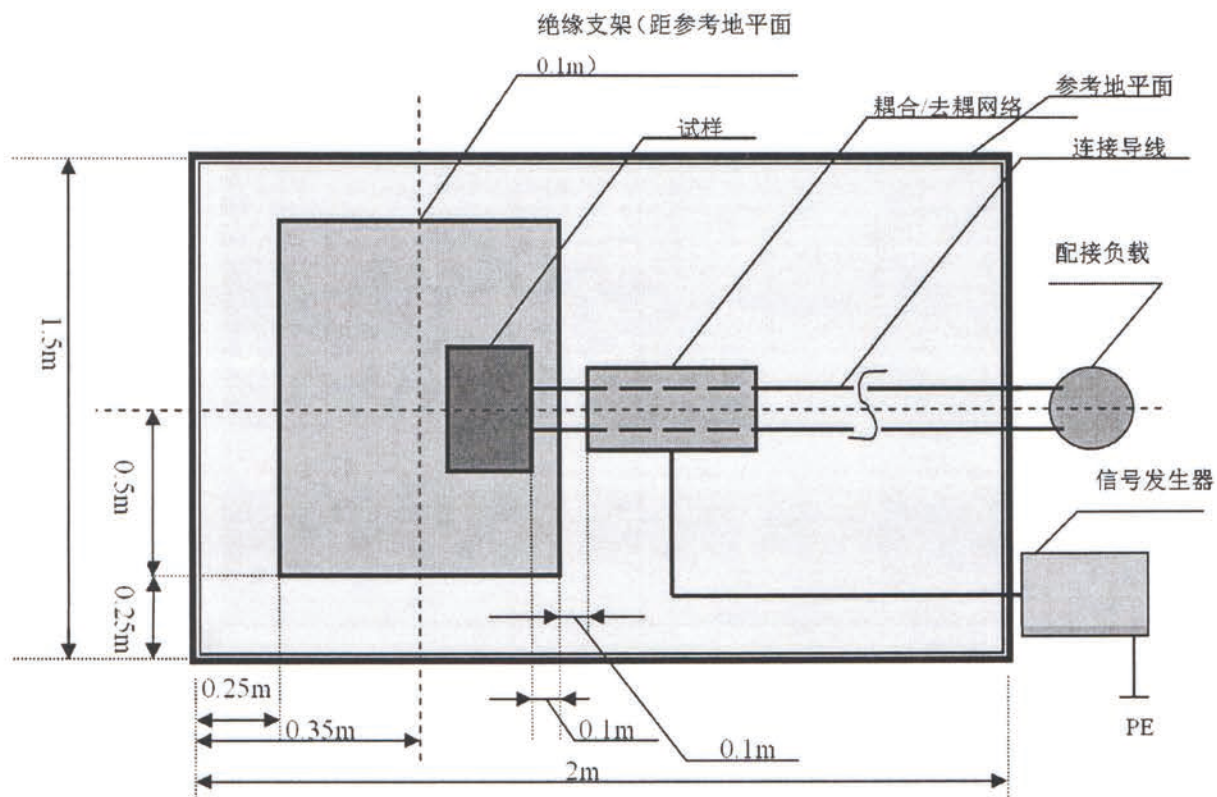 绝缘支架（距参考地平面
0.1m）
参考地平面
耦合/去耦网络
试样
连接导线
配接负载
1.5m
0.5m
信号发生器
0.25m
0.25m
0.35m
0.1m
0.1m
PE
2m